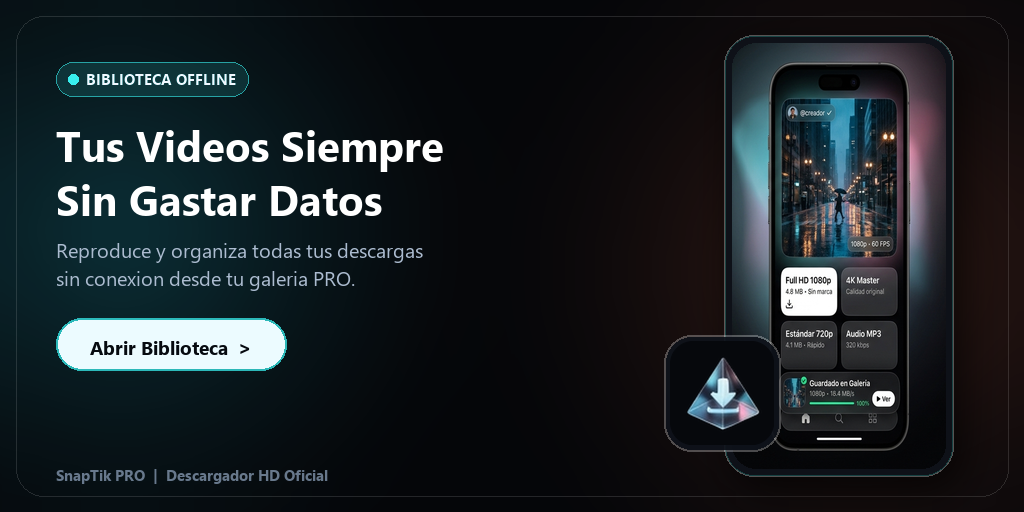 BIBLIOTECA OFFLINE
Tus Videos Siempre
Sin Gastar Datos
Reproduce y organiza todas tus descargas
sin conexion desde tu galeria PRO.
Abrir Biblioteca >
SnapTik PRO | Descargador HD Oficial
@creador
1080p • 60 FPS
Full HD 1080p
4.8 MB • Sin marca
4K Master
Calidad original
Estándar 720p
4.1 MB • Rápido
Audio MP3
320 kbps
Guardado en Galería
1080p • 18.4 MB/s
100%
Ver